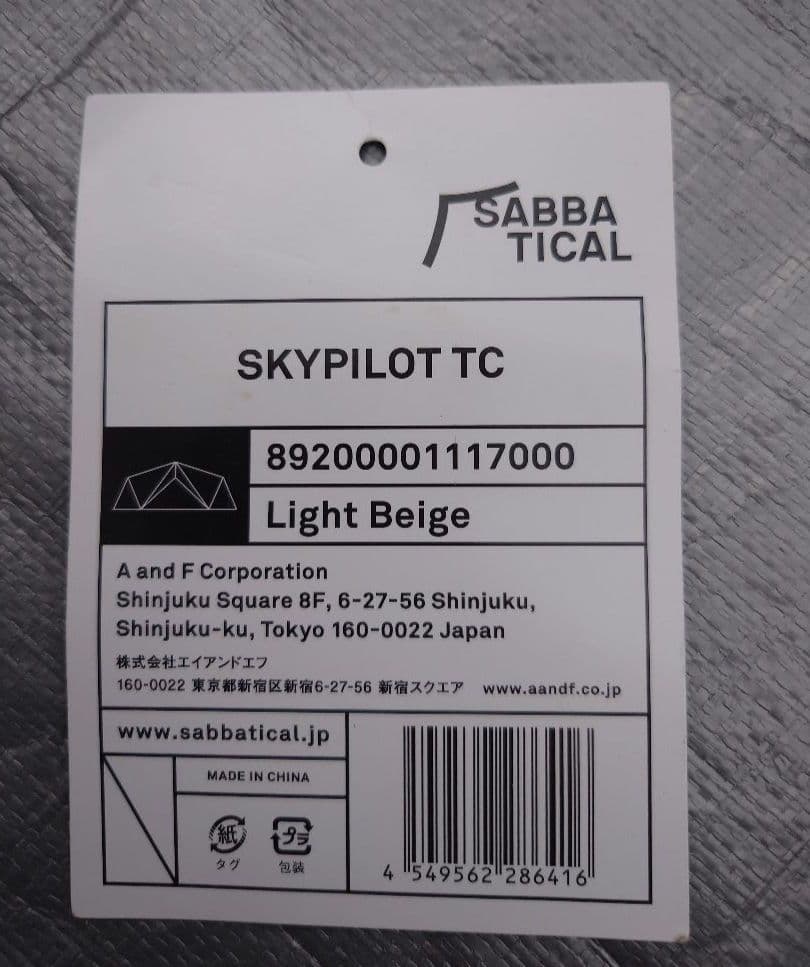 SABBA
TICAL
SKYPILOT TC
89200001117000
Light Beige
A and F Corporation
Shinjuku Square 8F, 6-27-56 Shinjuku,
Shinjuku-ku, Tokyo 160-0022 Japan
株式会社エイアンドエフ
160-0022 東京都新宿区新宿6-27-56 新宿スクエア www.aandf.co.jp
www.sabbatical.jp
MADE IN CHINA
紙 プラ
タグ 包装
4 549562 286416